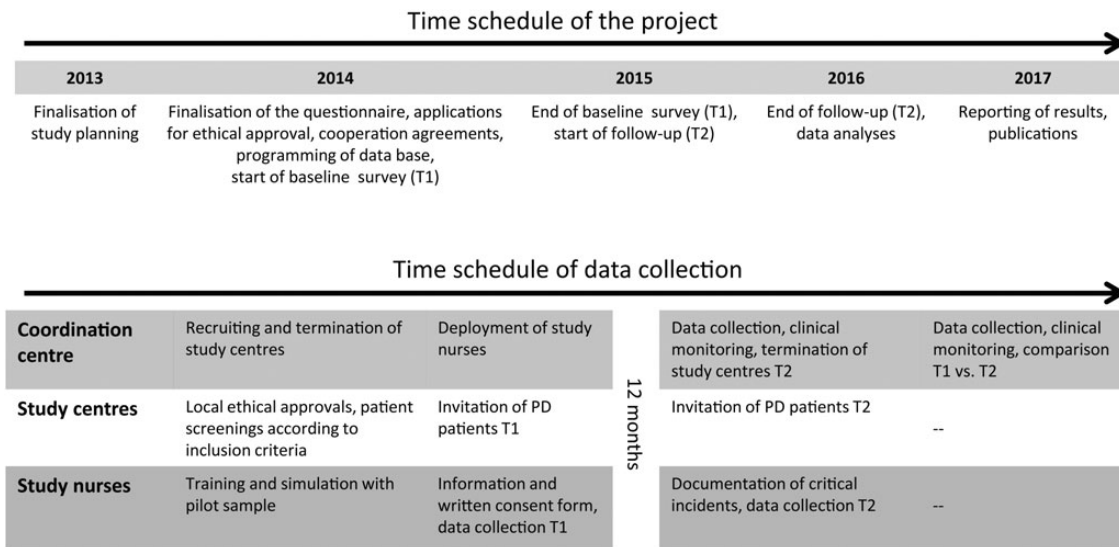 Time schedule of the project
2013
2014
2015
2016
2017
Finalisation of
study planning
Finalisation of the questionnaire, applications
for ethical approval, cooperation agreements,
programming of data base,
start of baseline survey (T1)
End of baseline survey (T1),
start of follow-up (T2)
End of follow-up (T2),
data analyses
Reporting of results,
publications
Time schedule of data collection
Coordination
centre
Recruiting and termination of
study centres
Deployment of study
nurses
12 months
Data collection, clinical
monitoring, termination of
study centres T2
Data collection, clinical
monitoring, comparison
T1 vs. T2
Study centres
Local ethical approvals, patient
screenings according to
inclusion criteria
Invitation of PD
patients T1
Invitation of PD patients T2
--
Study nurses
Training and simulation with
pilot sample
Information and
written consent form,
data collection T1
Documentation of critical
incidents, data collection T2
--